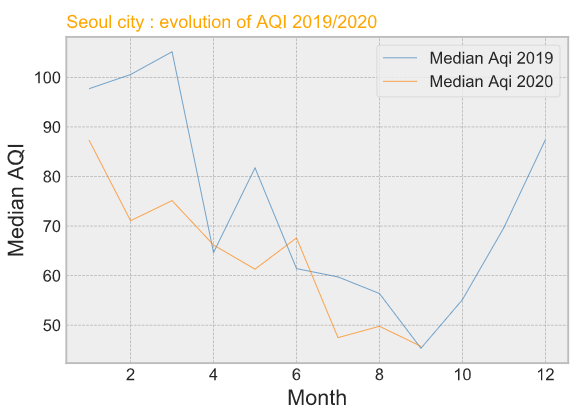 Seoul city : evolution of AQI 2019/2020
Median Aqi 2019
Median Aqi 2020
Median AQI
100
90
80
70
60
50
2 4 6 8 10 12
Month